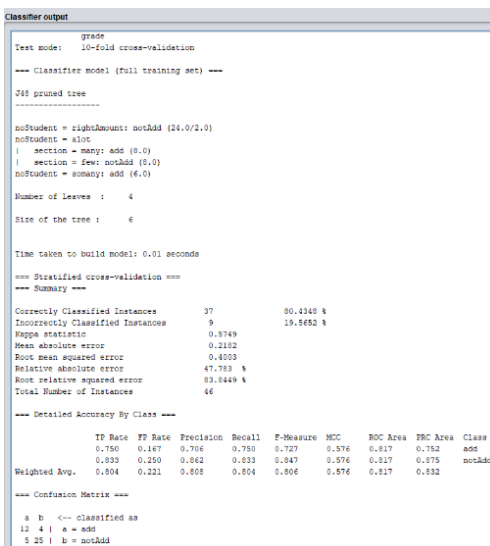 Classifier output
grade
Test mode: 10-fold cross-validation
=== Classifier model (full training set) ===
J48 pruned tree
------------------
noStudent = rightAmount: notAdd (24.0/2.0)
noStudent = alot
| section = many: add (8.0)
| section = few: notAdd (8.0)
noStudent = somany: add (6.0)
Number of Leaves : 4
Size of the tree : 6
Time taken to build model: 0.01 seconds
=== Stratified cross-validation ===
=== Summary ===
Correctly Classified Instances 37 80.4348 %
Incorrectly Classified Instances 9 19.5652 %
Kappa statistic 0.5749
Mean absolute error 0.2182
Root mean squared error 0.4003
Relative absolute error 47.783 %
Root relative squared error 83.8449 %
Total Number of Instances 46
=== Detailed Accuracy By Class ===
TP Rate FP Rate Precision Recall F-Measure MCC ROC Area PRC Area Class
0.750 0.167 0.706 0.750 0.727 0.576 0.817 0.752 add
0.833 0.250 0.862 0.833 0.847 0.576 0.817 0.875 notAdd
Weighted Avg. 0.804 0.221 0.808 0.804 0.806 0.576 0.817 0.832
=== Confusion Matrix ===
a b <-- classified as
12 4 | a = add
5 25 | b = notAdd